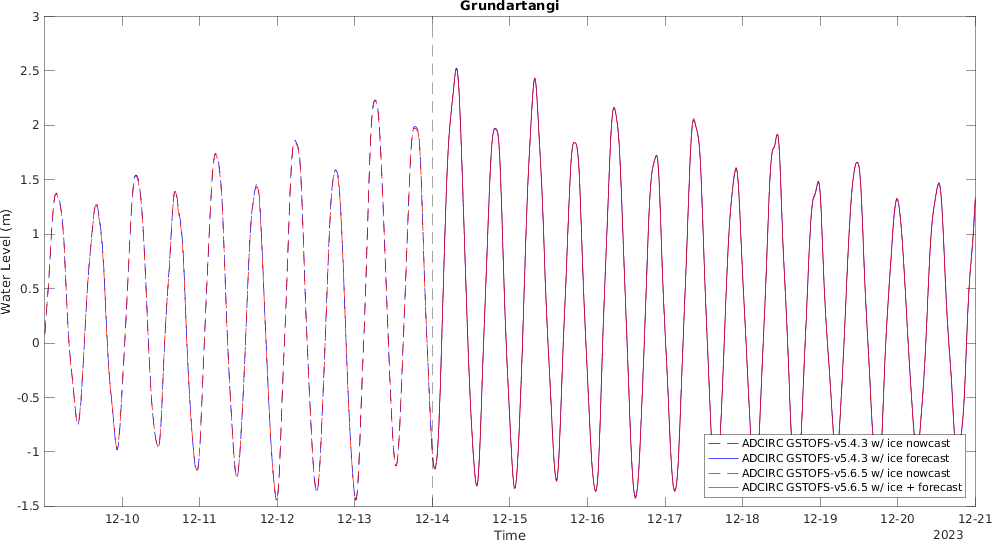 Grundartangi
3
2.5
2
1.5
1
0.5
0
-0.5
-1
-1.5
Water Level (m)
ADCIRC GSTOFS-v5.4.3 w/ ice nowcast
ADCIRC GSTOFS-v5.4.3 w/ ice forecast
ADCIRC GSTOFS-v5.6.5 w/ ice nowcast
ADCIRC GSTOFS-v5.6.5 w/ ice + forecast
12-10 12-11 12-12 12-13 12-14 12-15 12-16 12-17 12-18 12-19 12-20 12-21
Time
2023